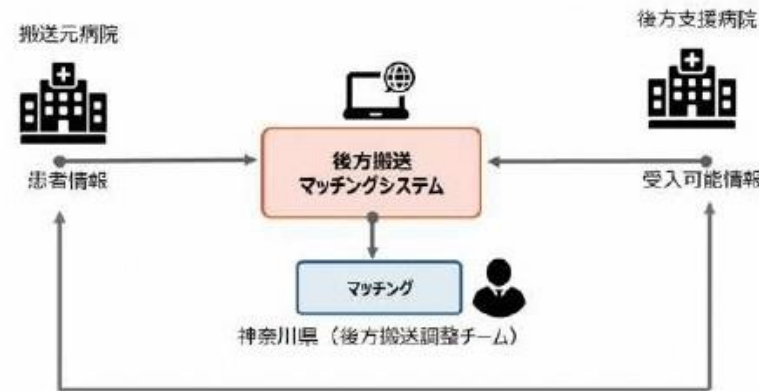 搬送元病院
後方支援病院
後方搬送
マッチングシステム
患者情報
受入可能情報
マッチング
神奈川県（後方搬送調整チーム）